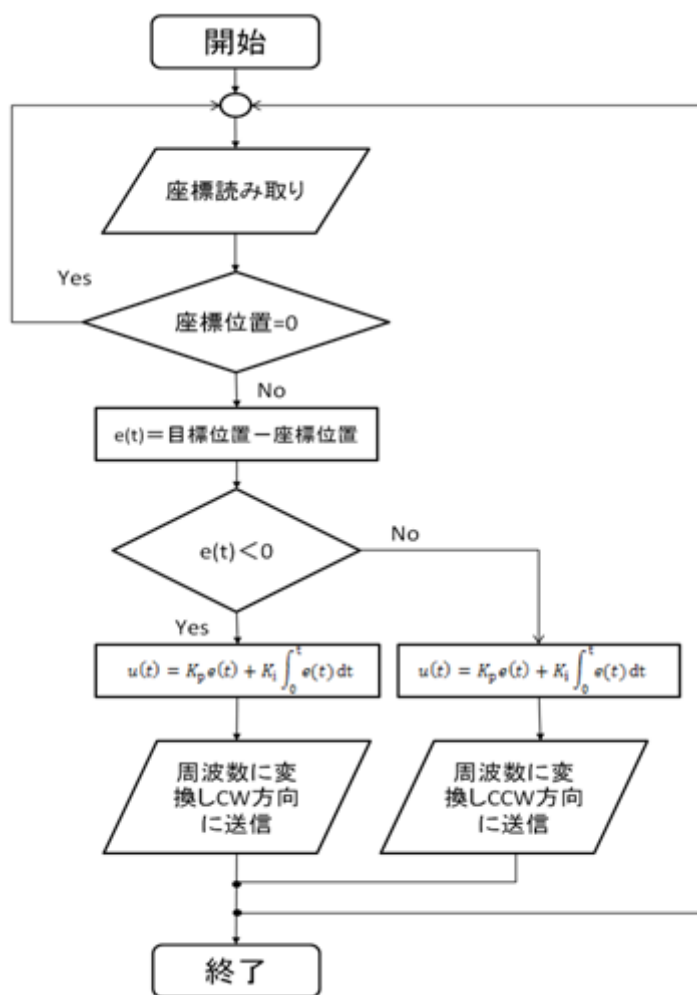 開始
座標読み取り
Yes
座標位置=0
No
e(t)=目標位置－座標位置
e(t)＜0
No
Yes
u(t) = K_p e(t) + K_i ∫_0^t e(t) dt
u(t) = K_p e(t) + K_i ∫_0^t e(t) dt
周波数に変
換しCW方向
に送信
周波数に変
換しCCW方向
に送信
終了